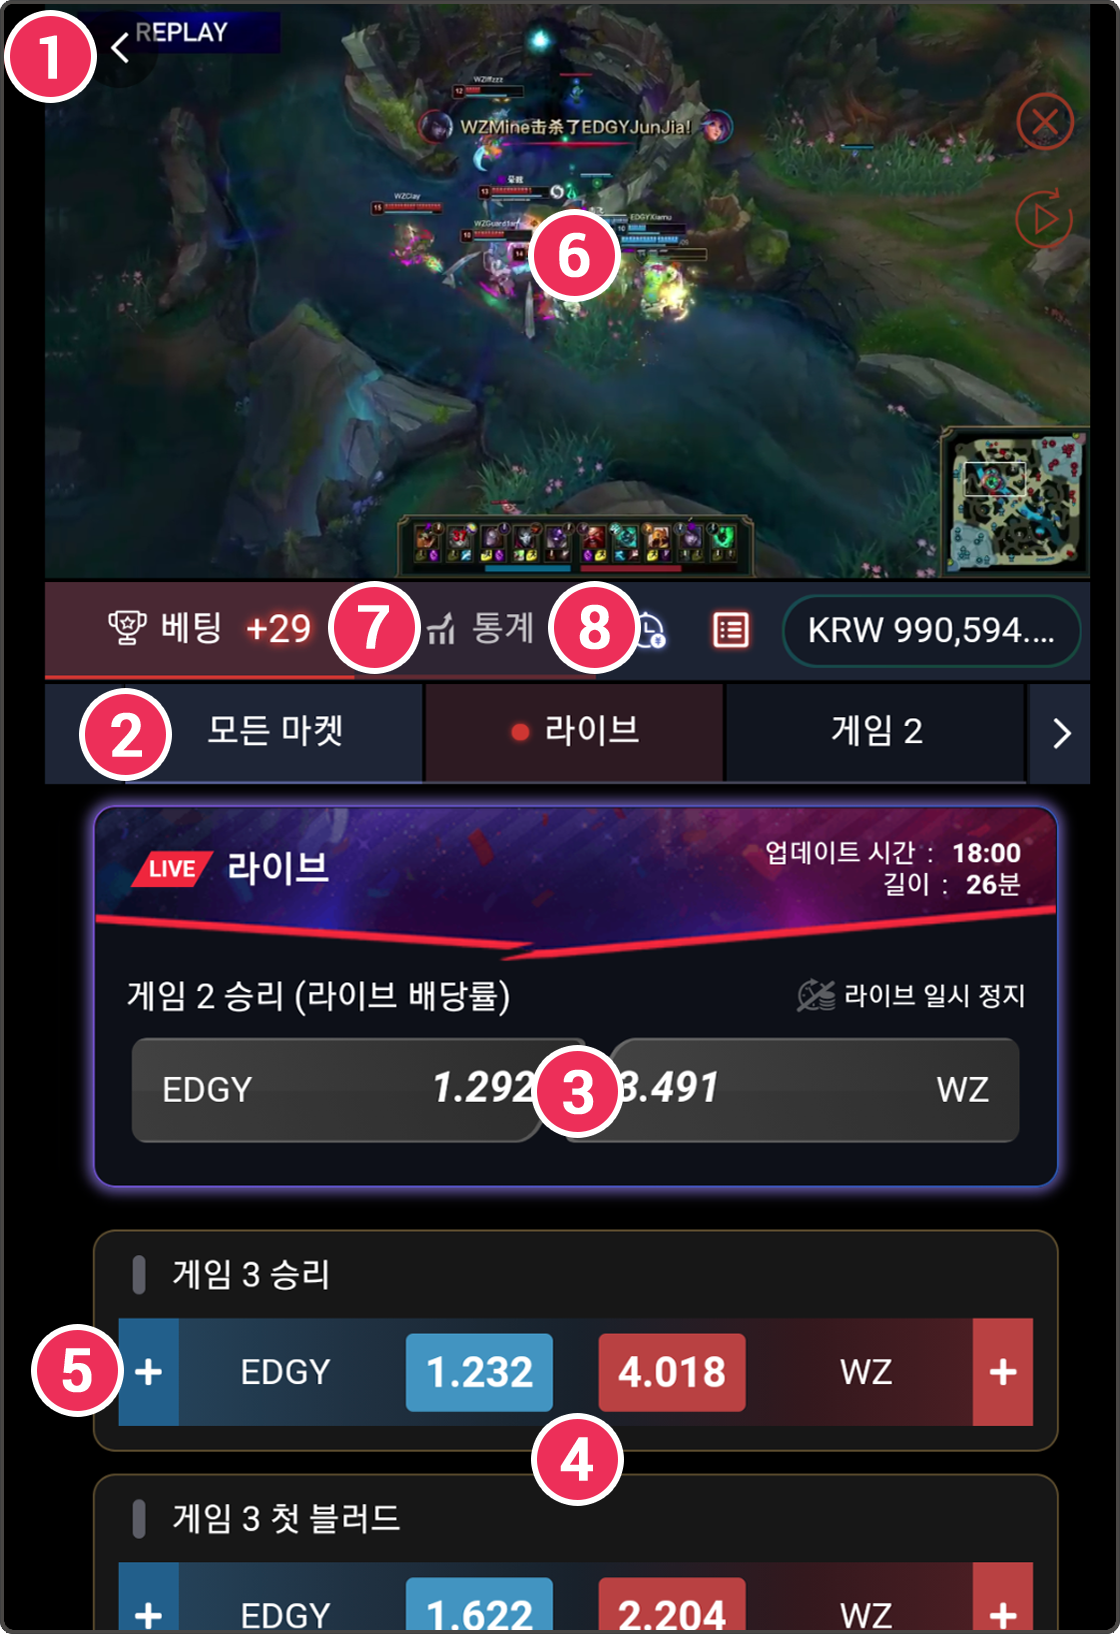 1
REPLAY
WZMine击杀了EDGYJunJia!
WZClay
EDGYXiamu
6
베팅 +29
7
통계
8
KRW 990,594....
2
모든 마켓
라이브
게임 2
LIVE 라이브
업데이트 시간 : 18:00
길이 : 26분
게임 2 승리 (라이브 배당률)
라이브 일시 정지
EDGY 1.292
3
3.491 WZ
게임 3 승리
5
+ EDGY 1.232 4.018 WZ +
4
게임 3 첫 블러드
+ EDGY 1.622 2.204 WZ +